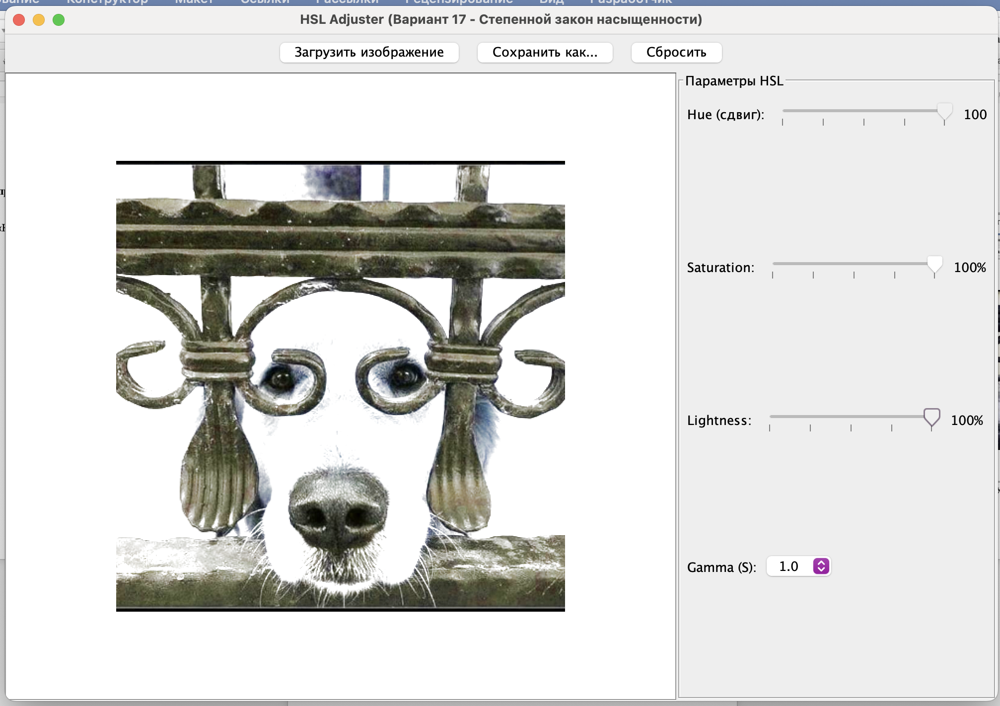 Конструктор Макет Ссылки Рассылки Рецензирование Вид Разработчик
HSL Adjuster (Вариант 17 - Степенной закон насыщенности)
Загрузить изображение
Сохранить как...
Сбросить
Параметры HSL
Hue (сдвиг):
100
Saturation:
100%
Lightness:
100%
Gamma (S):
1.0